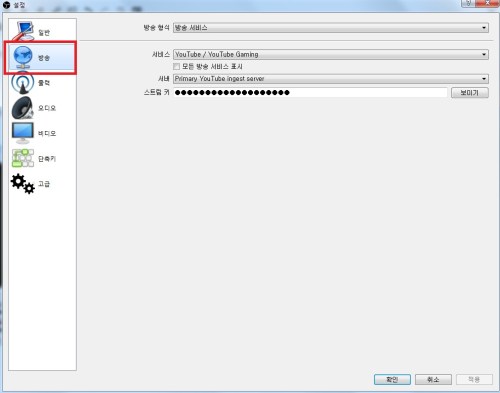 설정
일반
방송
출력
오디오
비디오
단축키
고급
방송 형식 방송 서비스
서비스 YouTube / YouTube Gaming
모든 방송 서비스 표시
서버 Primary YouTube ingest server
스트림 키 ●●●●●●●●●●●●●●●●●●● 보이기
확인 취소 적용